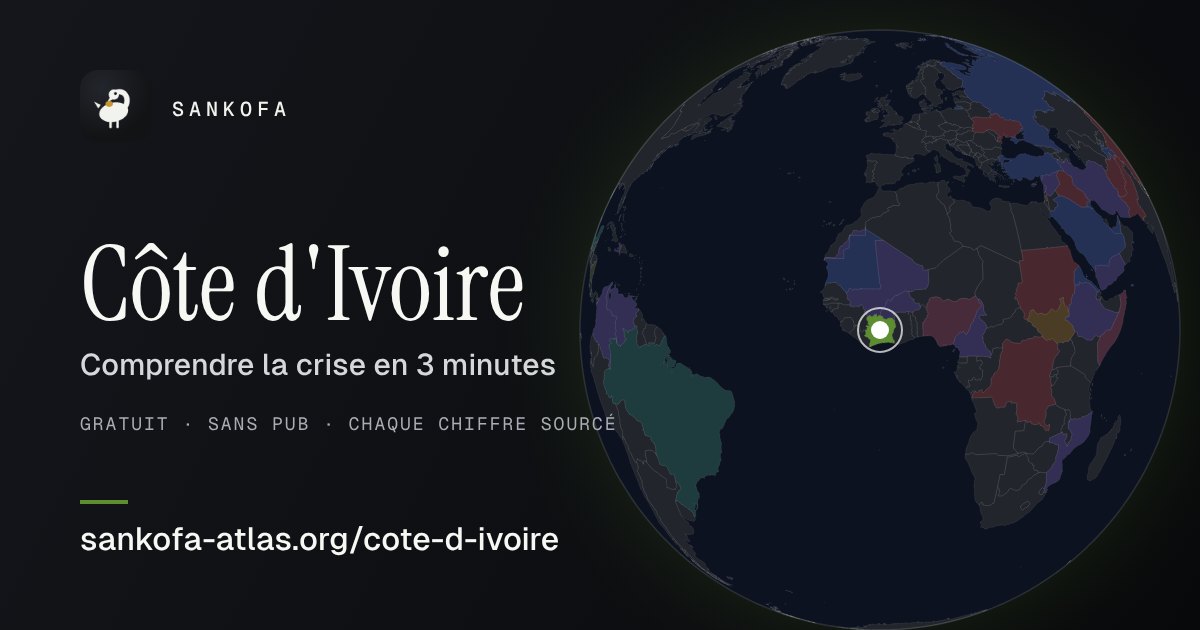 SANKOFA
Côte d'Ivoire
Comprendre la crise en 3 minutes
GRATUIT · SANS PUB · CHAQUE CHIFFRE SOURCÉ
sankofa-atlas.org/cote-d-ivoire